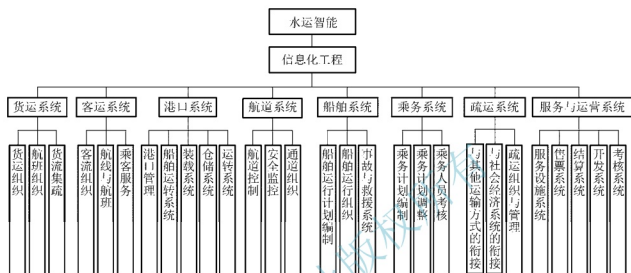 水运智能
信息化工程
货运系统
客运系统
港口系统
航道系统
船舶系统
乘务系统
疏运系统
服务与运营系统
货运组织
航班组织
货流集疏
客流组织
航线与航班
乘客服务
港口管理
船舶运转系统
装载系统
仓储系统
运转系统
航道控制
安全监控
通道组织
船舶运行计划编制
船舶运行组织
事故与救援系统
乘务计划编制
乘务计划调整
乘务人员考核
与其他运输方式的衔接
与社会经济系统的衔接
疏运组织与管理
服务设施系统
售票系统
结算系统
开发系统
考核系统
版权所有